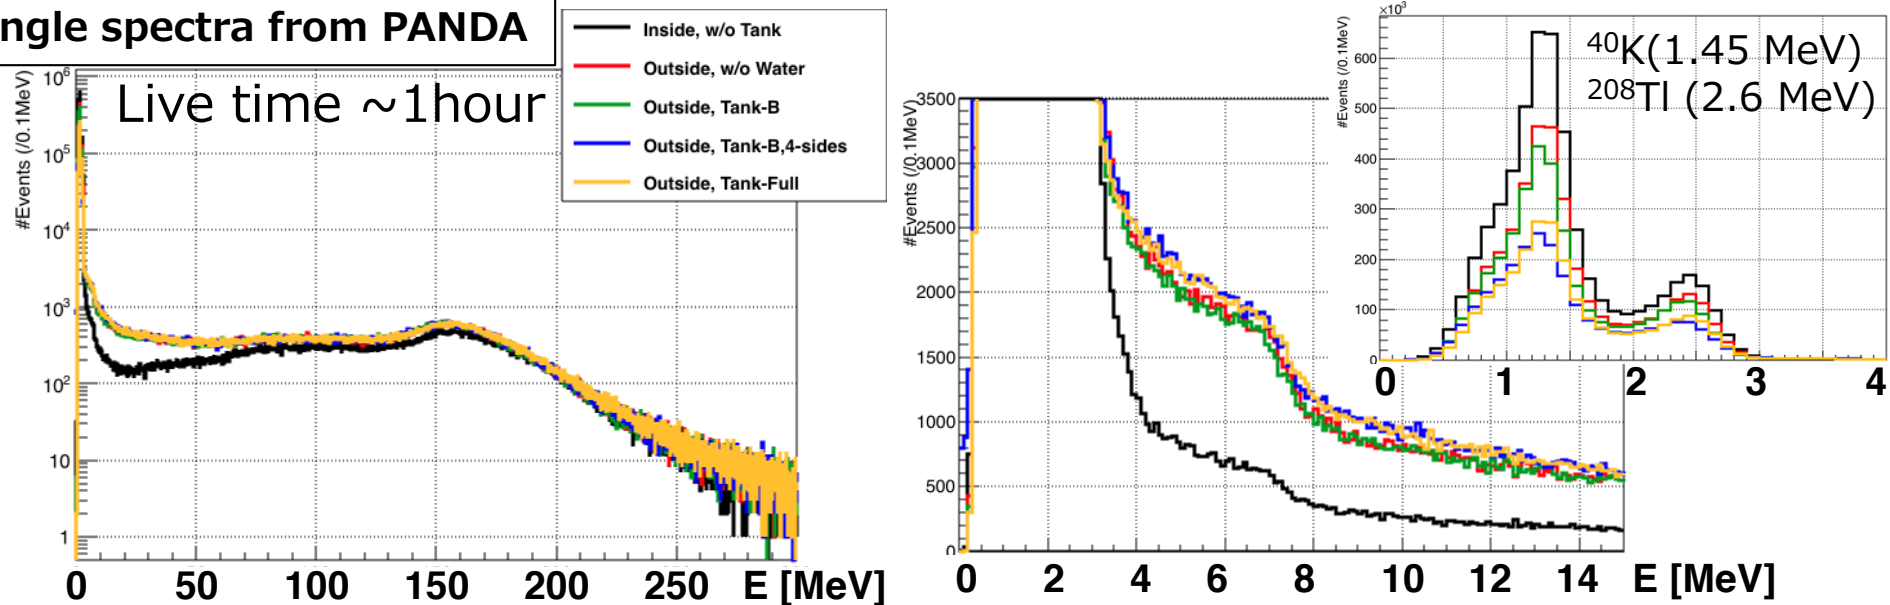 ngle spectra from PANDA
Live time ~1hour
Inside, w/o Tank
Outside, w/o Water
Outside, Tank-B
Outside, Tank-B,4-sides
Outside, Tank-Full
#Events (/0.1MeV)
10⁶
10⁵
10⁴
10³
10²
10
1
0 50 100 150 200 250 E [MeV]
#Events (/0.1MeV)
3500
3000
2500
2000
1500
1000
500
0
0 2 4 6 8 10 12 14 E [MeV]
×10³
⁴⁰K(1.45 MeV)
²⁰⁸Tl (2.6 MeV)
#Events (/0.1MeV)
600
500
400
300
200
100
0
0 1 2 3 4